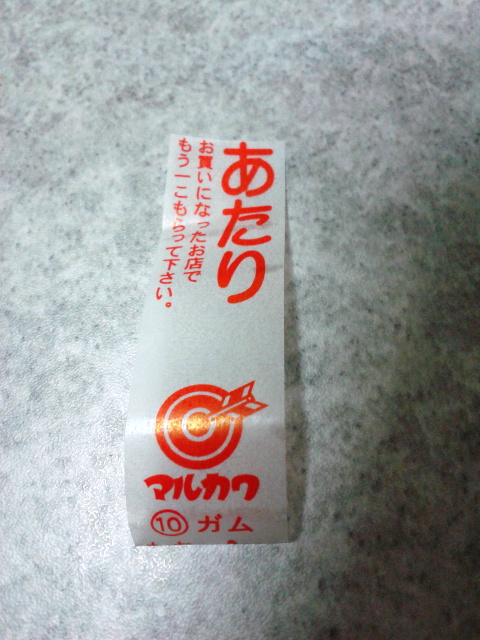 あたり
お買いになったお店で
もう一こもらって下さい。
マルカワ
⑩ ガム